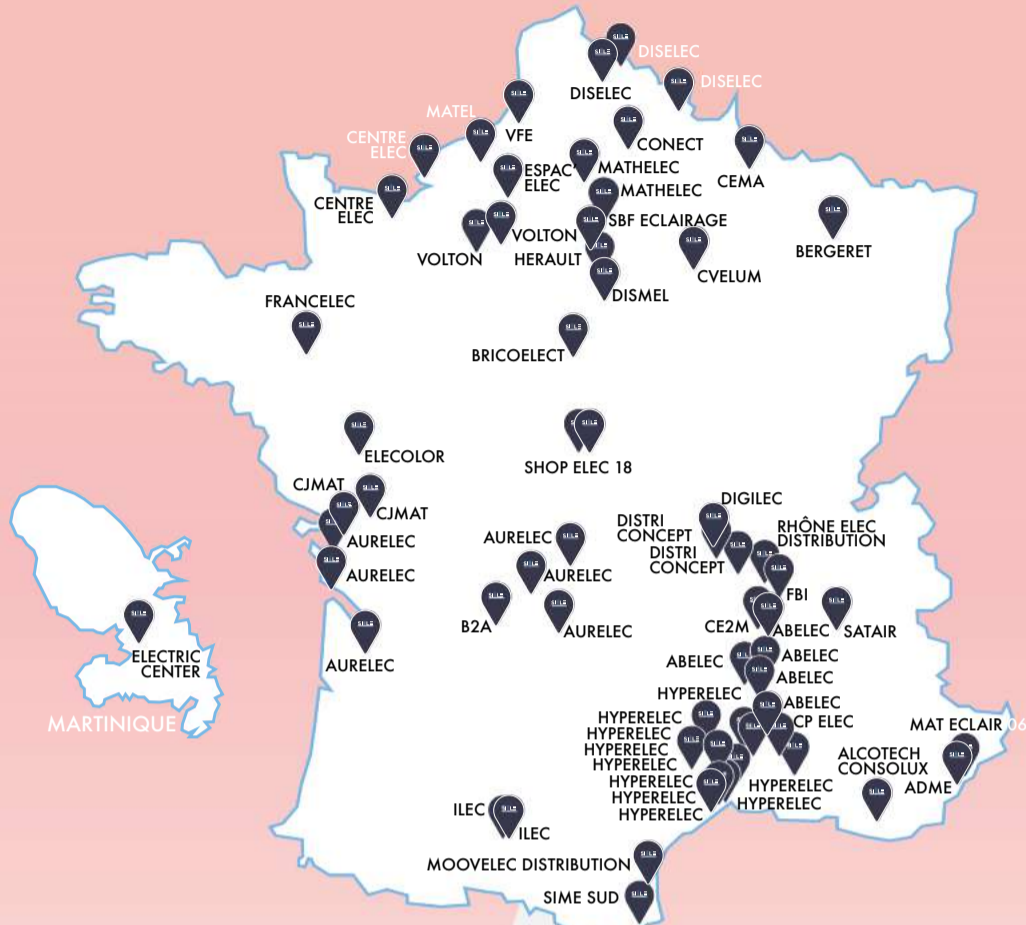 DISELEC
DISELEC
DISELEC
MATEL
VFE
CENTRE
ELEC
CONECT
MATHELEC
ESPAC'
ELEC
CEMA
CENTRE
ELEC
MATHELEC
SBF ECLAIRAGE
VOLTON
VOLTON
HERAULT
BERGERET
CVELUM
DISMEL
FRANCELEC
BRICOELECT
ELECOLOR
SHOP ELEC 18
CJMAT
CJMAT
DIGILEC
DISTRI
CONCEPT
RHÔNE ELEC
DISTRIBUTION
AURELEC
AURELEC
DISTRI
CONCEPT
AURELEC
AURELEC
FBI
B2A
AURELEC
CE2M
ABELEC
SATAIR
ELECTRIC
CENTER
AURELEC
ABELEC
ABELEC
ABELEC
MARTINIQUE
HYPERELEC
ABELEC
HYPERELEC
CP ELEC
MAT ECLAIR 06
HYPERELEC
HYPERELEC
HYPERELEC
ALCOTECH
CONSOLUX
HYPERELEC
HYPERELEC
ADME
HYPERELEC
HYPERELEC
HYPERELEC
ILEC
ILEC
MOOVELEC DISTRIBUTION
SIME SUD